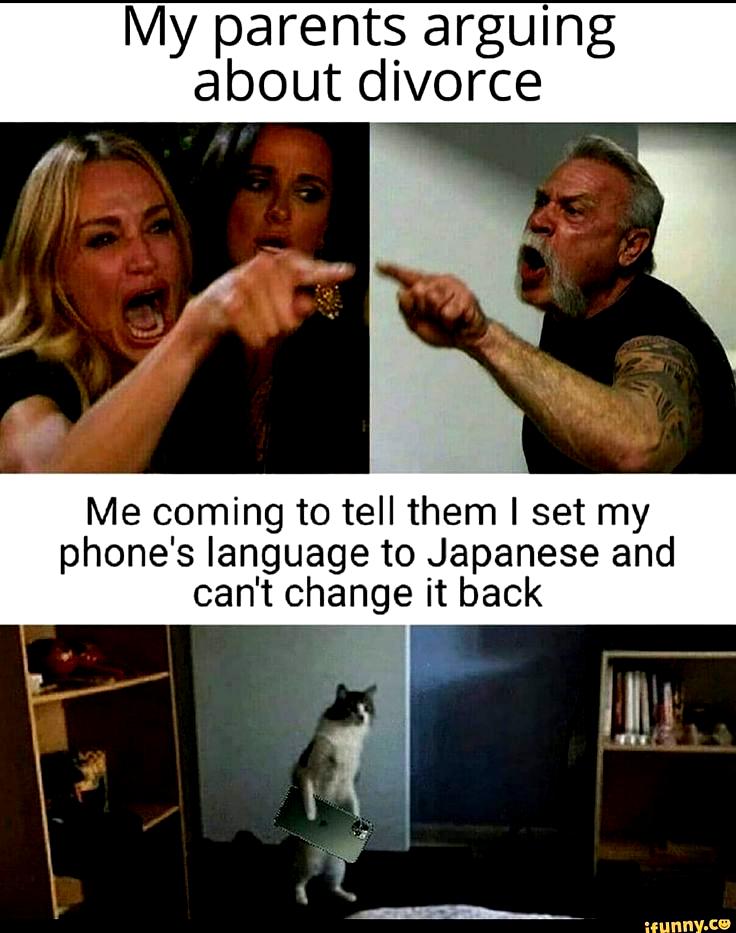 My parents arguing
about divorce
Me coming to tell them I set my
phone's language to Japanese and
can't change it back
ifunny.co